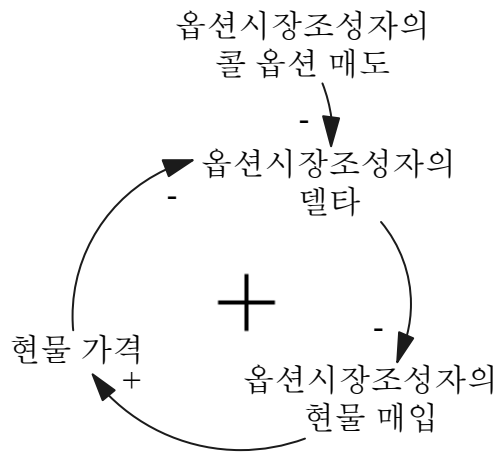 옵션시장조성자의
콜 옵션 매도
-
옵션시장조성자의
델타
-
+
-
현물 가격
+
옵션시장조성자의
현물 매입